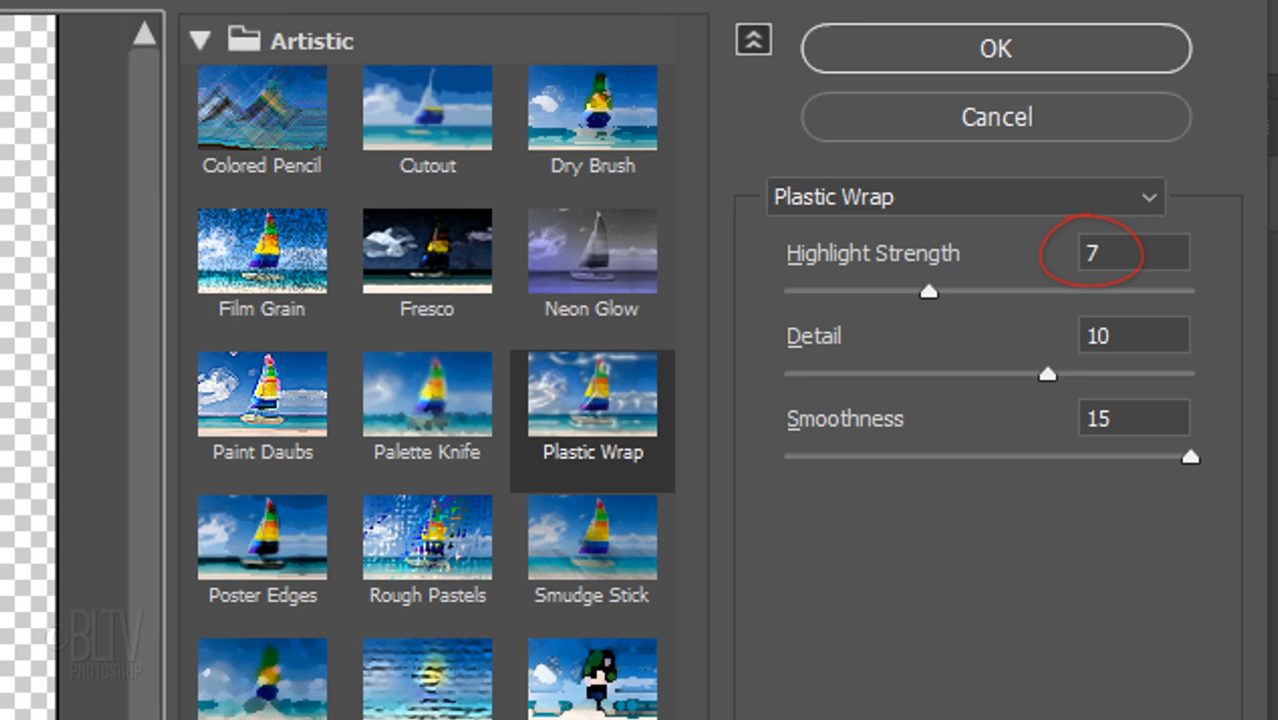 Artistic
Colored Pencil
Cutout
Dry Brush
Film Grain
Fresco
Neon Glow
Paint Daubs
Palette Knife
Plastic Wrap
Poster Edges
Rough Pastels
Smudge Stick
OK
Cancel
Plastic Wrap
Highlight Strength 7
Detail 10
Smoothness 15
©BLTV
PHOTOSHOP